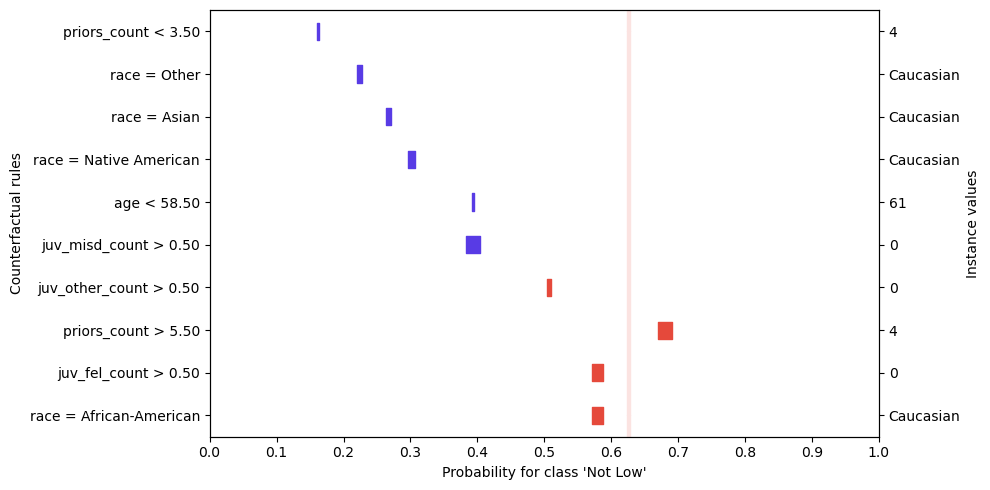 priors_count < 3.50
4
race = Other
Caucasian
race = Asian
Caucasian
race = Native American
Caucasian
age < 58.50
61
juv_misd_count > 0.50
0
juv_other_count > 0.50
0
priors_count > 5.50
4
juv_fel_count > 0.50
0
race = African-American
Caucasian
Counterfactual rules
Instance values
0.0 0.1 0.2 0.3 0.4 0.5 0.6 0.7 0.8 0.9 1.0
Probability for class 'Not Low'